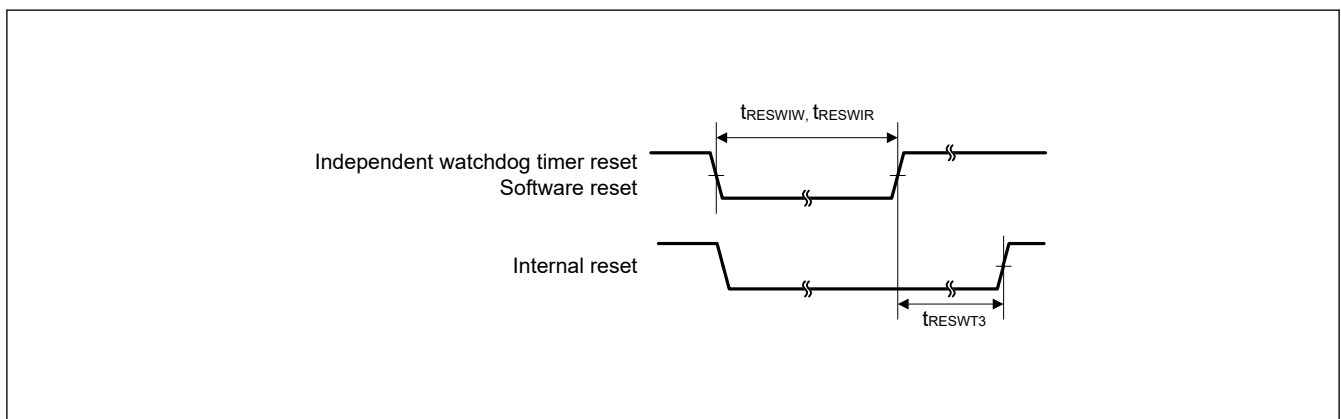 tRESWIW, tRESWIR
Independent watchdog timer reset
Software reset
Internal reset
tRESWT3